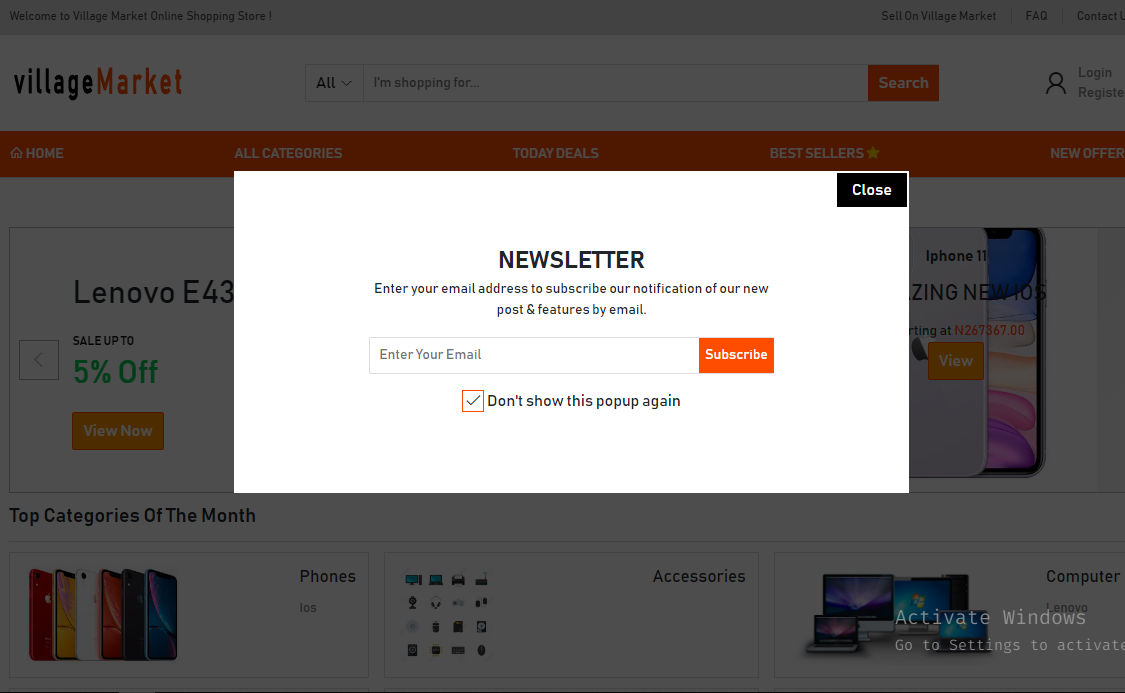 Welcome to Village Market Online Shopping Store !
Sell On Village Market
FAQ
Contact U
villageMarket
All
I'm shopping for...
Search
Login
Registe
HOME
ALL CATEGORIES
TODAY DEALS
BEST SELLERS
NEW OFFER
Close
NEWSLETTER
Enter your email address to subscribe our notification of our new
post & features by email.
Enter Your Email
Subscribe
Don't show this popup again
Lenovo E43
SALE UP TO
5% Off
View Now
Iphone 11
AZING NEW IOS
rting at N267367.00
View
Top Categories Of The Month
Phones
Ios
Accessories
Computer
Lenovo
Activate Windows
Go to Settings to activate